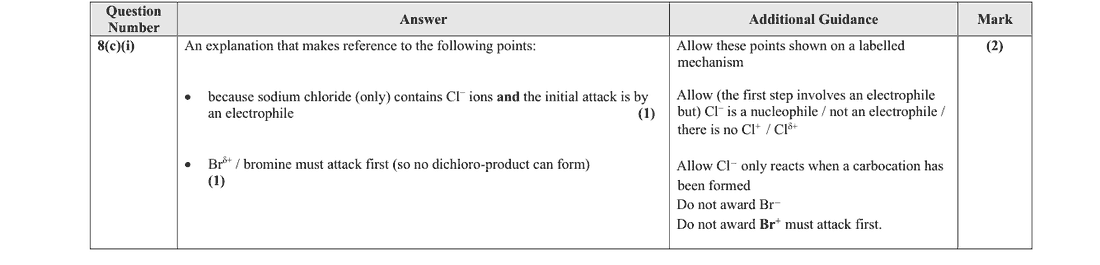 Question Number
Answer
Additional Guidance
Mark
8(c)(i)
An explanation that makes reference to the following points:
• because sodium chloride (only) contains Cl⁻ ions and the initial attack is by
an electrophile (1)
• Brᵟ⁺ / bromine must attack first (so no dichloro-product can form)
(1)
Allow these points shown on a labelled
mechanism
Allow (the first step involves an electrophile
but) Cl⁻ is a nucleophile / not an electrophile /
there is no Cl⁺ / Clᵟ⁺
Allow Cl⁻ only reacts when a carbocation has
been formed
Do not award Br⁻
Do not award Br⁺ must attack first.
(2)